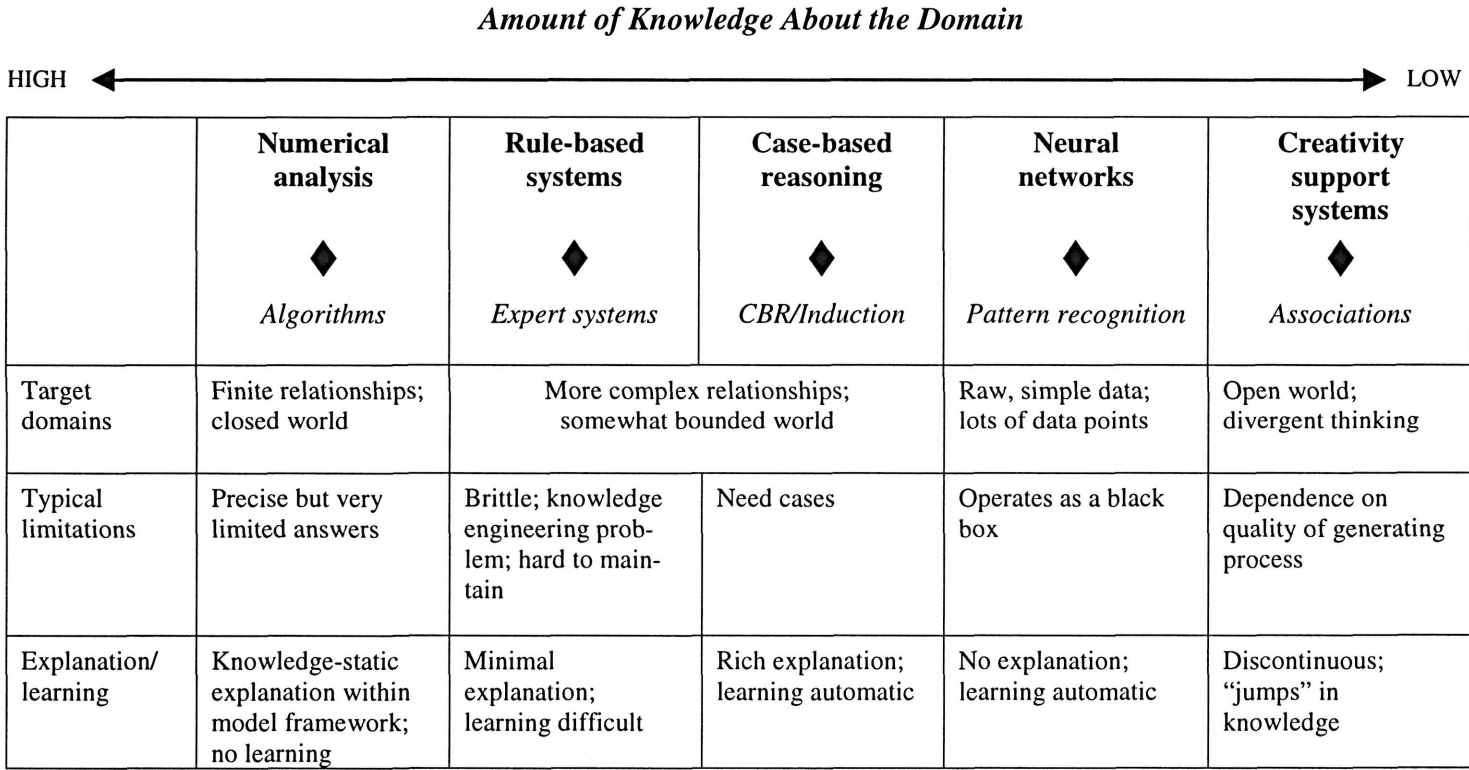 Amount of Knowledge About the Domain
HIGH
LOW
Numerical
analysis
Algorithms
Rule-based
systems
Expert systems
Case-based
reasoning
CBR/Induction
Neural
networks
Pattern recognition
Creativity
support
systems
Associations
Target
domains
Finite relationships;
closed world
More complex relationships;
somewhat bounded world
Raw, simple data;
lots of data points
Open world;
divergent thinking
Typical
limitations
Precise but very
limited answers
Brittle; knowledge
engineering prob-
lem; hard to main-
tain
Need cases
Operates as a black
box
Dependence on
quality of generating
process
Explanation/
learning
Knowledge-static
explanation within
model framework;
no learning
Minimal
explanation;
learning difficult
Rich explanation;
learning automatic
No explanation;
learning automatic
Discontinuous;
“jumps” in
knowledge